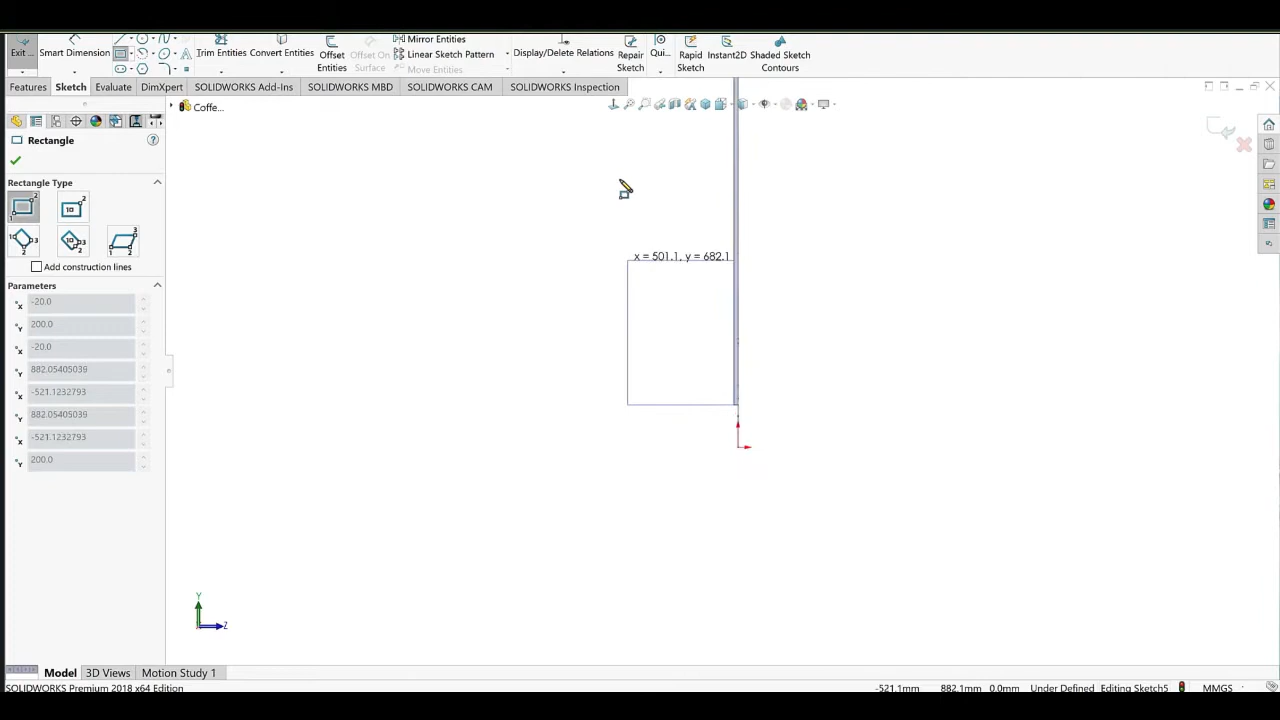 Mirror Entities
Exit ... Smart Dimension Trim Entities Convert Entities Offset Entities Offset On Surface Linear Sketch Pattern Display/Delete Relations Repair Sketch Qui... Rapid Sketch Instant2D Shaded Sketch Contours
Move Entities
Features Sketch Evaluate DimXpert SOLIDWORKS Add-Ins SOLIDWORKS MBD SOLIDWORKS CAM SOLIDWORKS Inspection
Coffe...
Rectangle
Rectangle Type
Add construction lines
Parameters
-20.0
200.0
-20.0
882.05405039
-521.1232793
882.05405039
-521.1232793
200.0
x = 501.1, y = 682.1
Y
Z
Model 3D Views Motion Study 1
SOLIDWORKS Premium 2018 x64 Edition -521.1mm 882.1mm 0.0mm Under Defined Editing Sketch5 MMGS